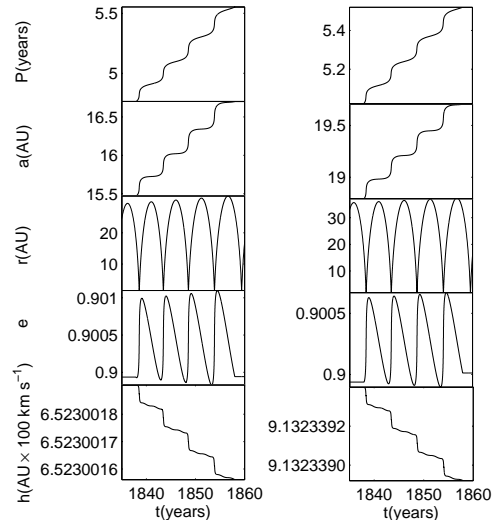 P(years)
5.5
5
5.4
5.2
a(AU)
16.5
16
15.5
19.5
19
r(AU)
20
10
30
20
10
e
0.901
0.9005
0.9
0.9005
0.9
h(AU × 100 km s⁻¹)
6.5230018
6.5230017
6.5230016
9.1323392
9.1323390
1840 1850 1860
t(years)
1840 1850 1860
t(years)